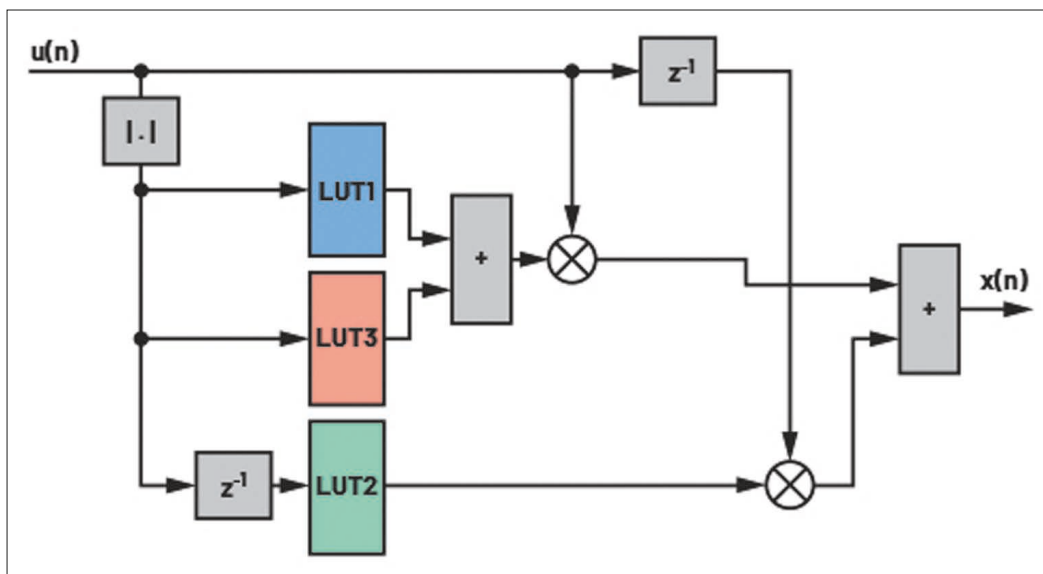 u(n)
z⁻¹
|.|
LUT1
+
LUT3
+
x(n)
z⁻¹
LUT2